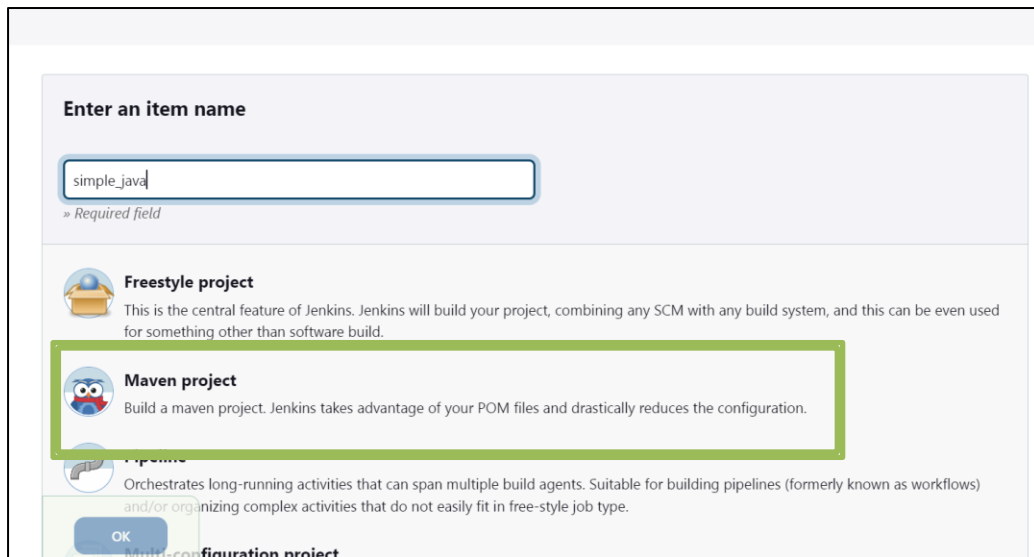 Enter an item name
simple_java
» Required field
Freestyle project
This is the central feature of Jenkins. Jenkins will build your project, combining any SCM with any build system, and this can be even used
for something other than software build.
Maven project
Build a maven project. Jenkins takes advantage of your POM files and drastically reduces the configuration.
Pipeline
Orchestrates long-running activities that can span multiple build agents. Suitable for building pipelines (formerly known as workflows)
and/or organizing complex activities that do not easily fit in free-style job type.
OK
Multi-configuration project